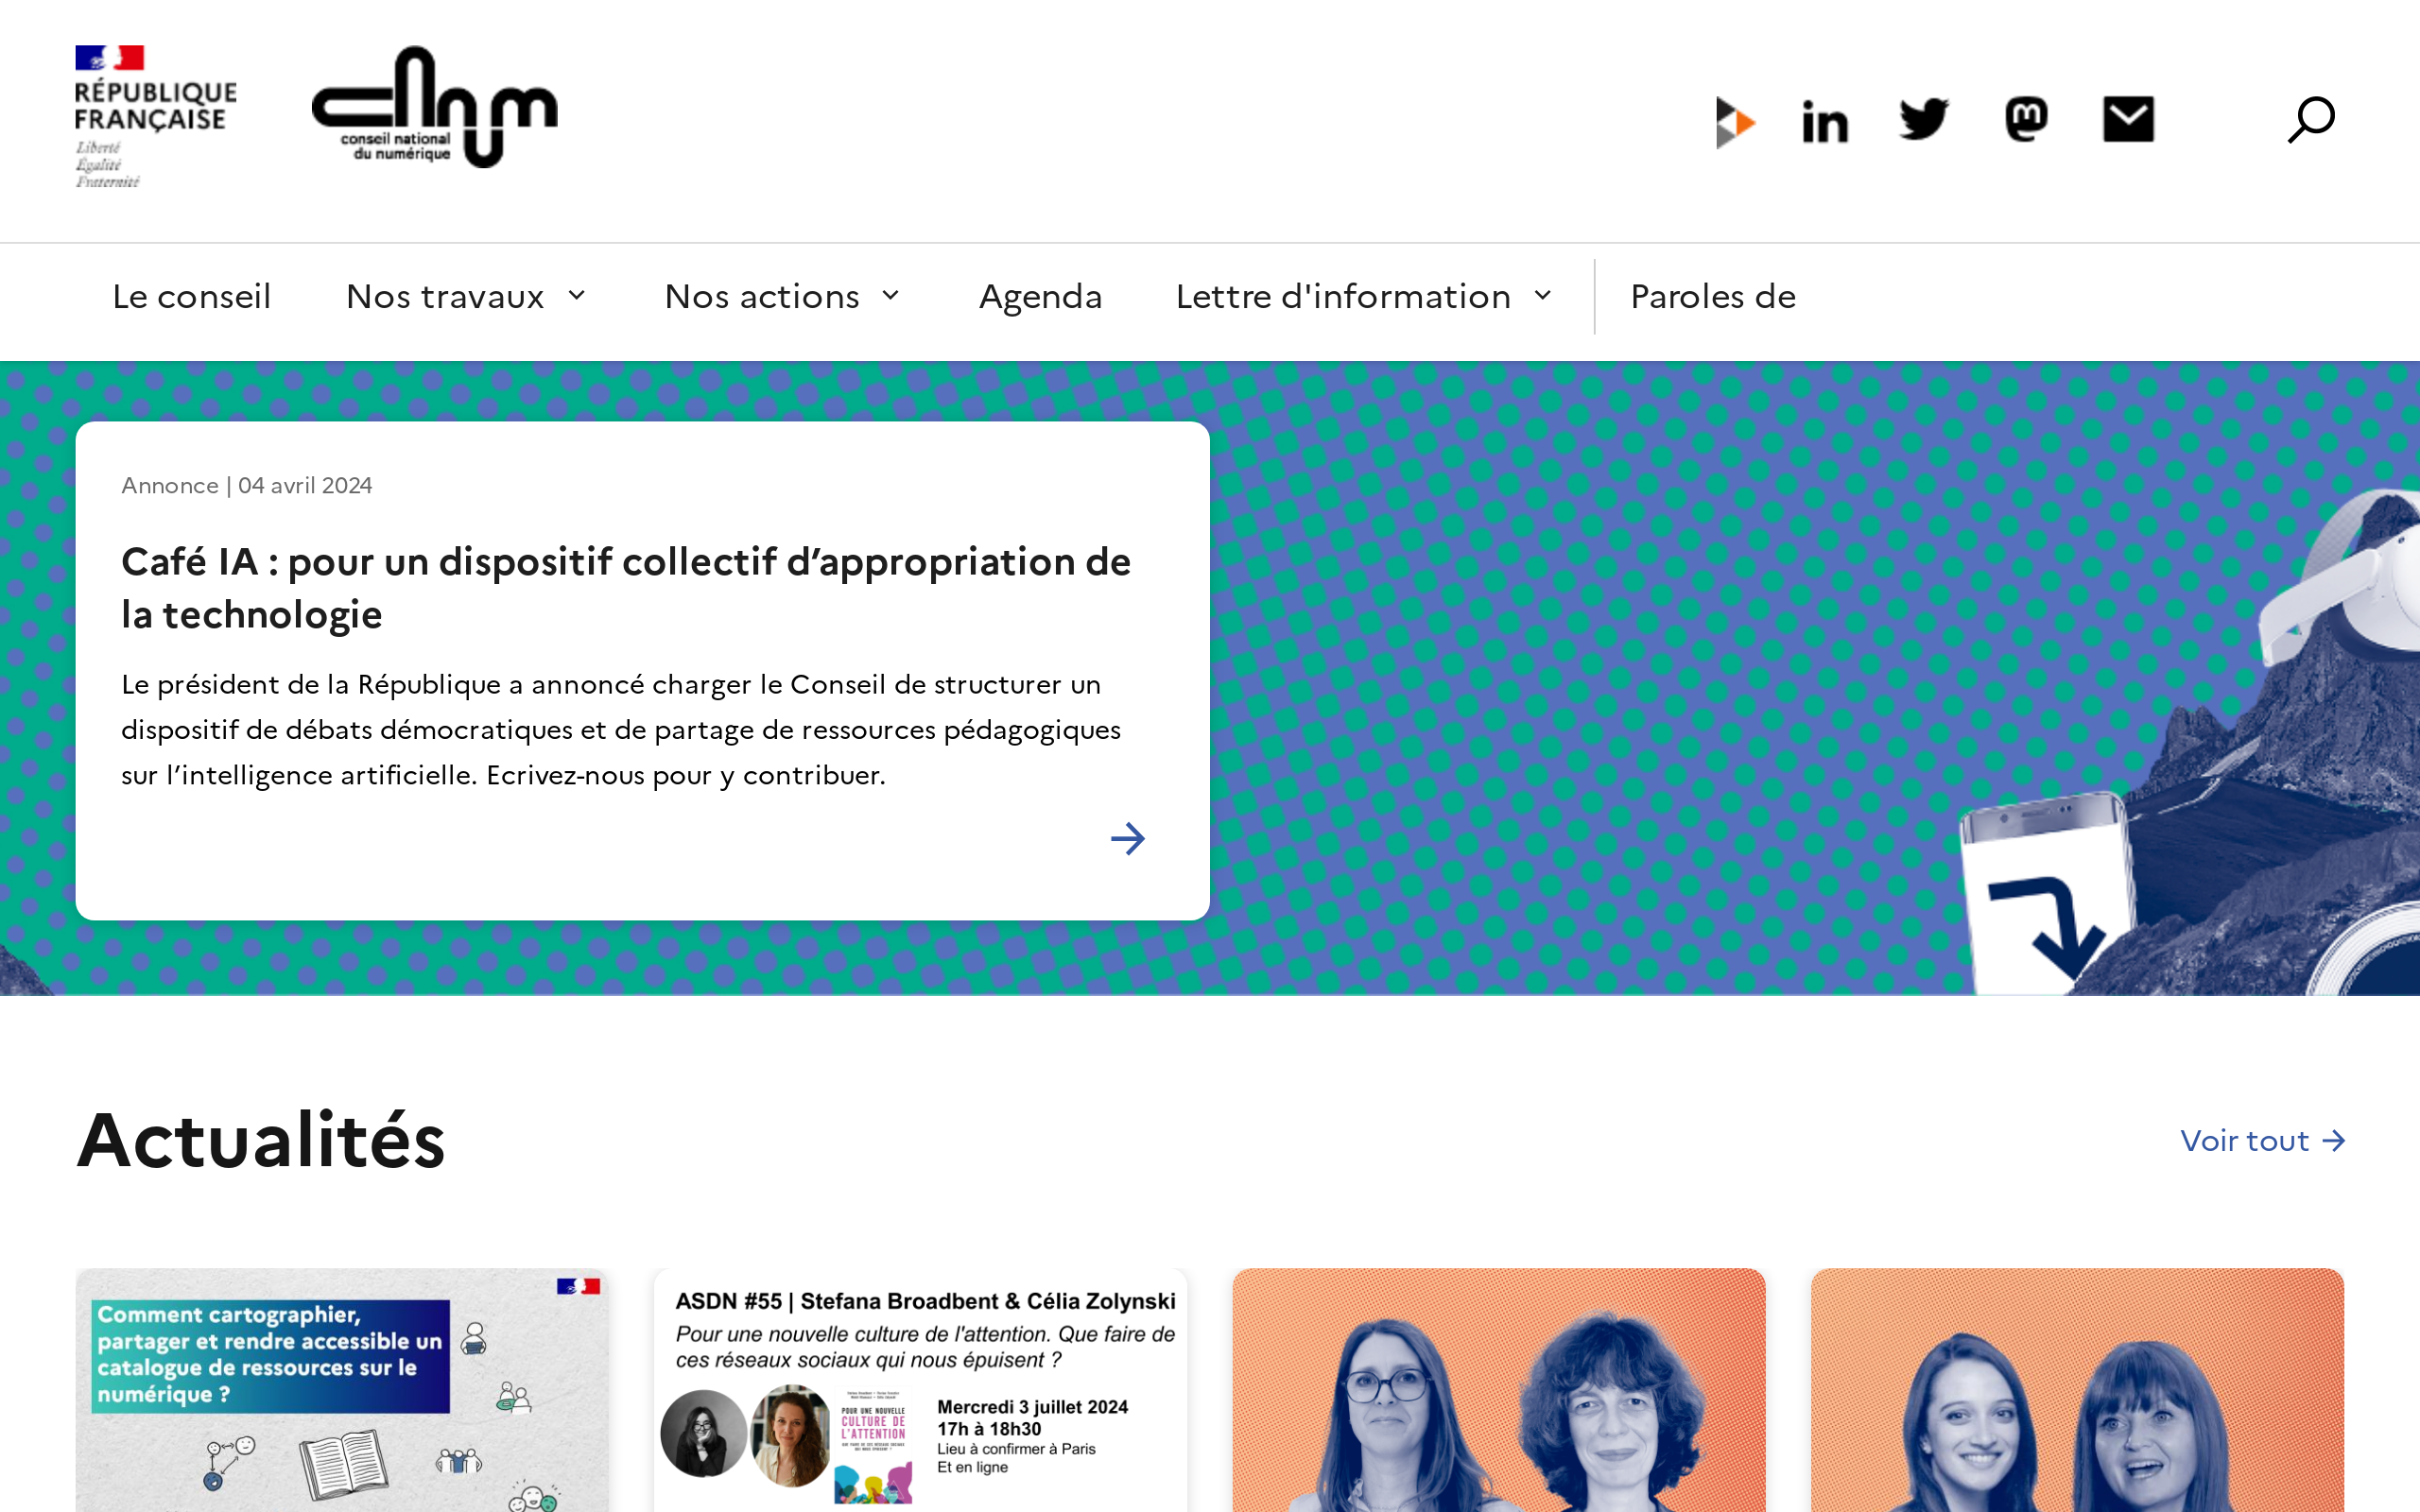 RÉPUBLIQUE
FRANÇAISE
Liberté
Égalité
Fraternité
cnnum
conseil national
du numérique
Le conseil
Nos travaux
Nos actions
Agenda
Lettre d'information
Paroles de
Annonce | 04 avril 2024
Café IA : pour un dispositif collectif d’appropriation de
la technologie
Le président de la République a annoncé charger le Conseil de structurer un
dispositif de débats démocratiques et de partage de ressources pédagogiques
sur l’intelligence artificielle. Ecrivez-nous pour y contribuer.
Actualités
Voir tout
Comment cartographier,
partager et rendre accessible un
catalogue de ressources sur le
numérique ?
ASDN #55 | Stefana Broadbent & Célia Zolynski
Pour une nouvelle culture de l'attention. Que faire de
ces réseaux sociaux qui nous épuisent ?
POUR UNE NOUVELLE
CULTURE DE
L'ATTENTION
Mercredi 3 juillet 2024
17h à 18h30
Lieu à confirmer à Paris
Et en ligne